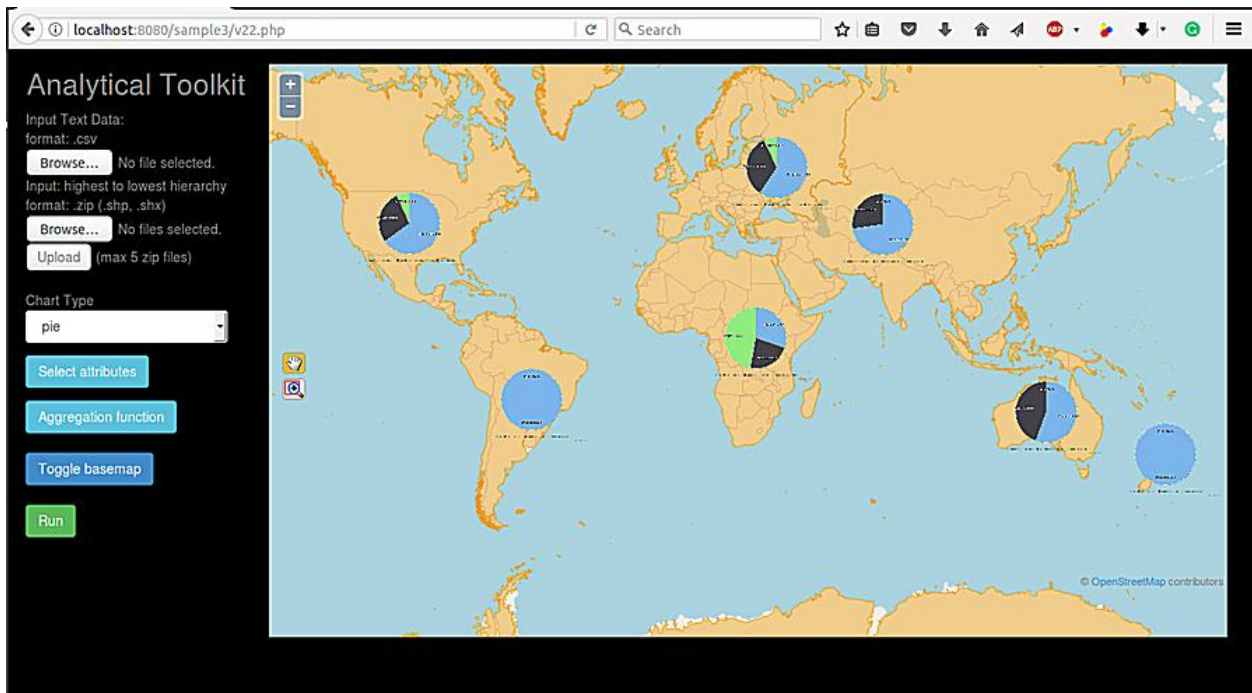 localhost:8080/sample3/v22.php
Search
ABP
Analytical Toolkit
Input Text Data:
format: .csv
Browse... No file selected.
Input: highest to lowest hierarchy
format: .zip (.shp, .shx)
Browse... No files selected.
Upload (max 5 zip files)
Chart Type
pie
Select attributes
Aggregation function
Toggle basemap
Run
+
−
© OpenStreetMap contributors